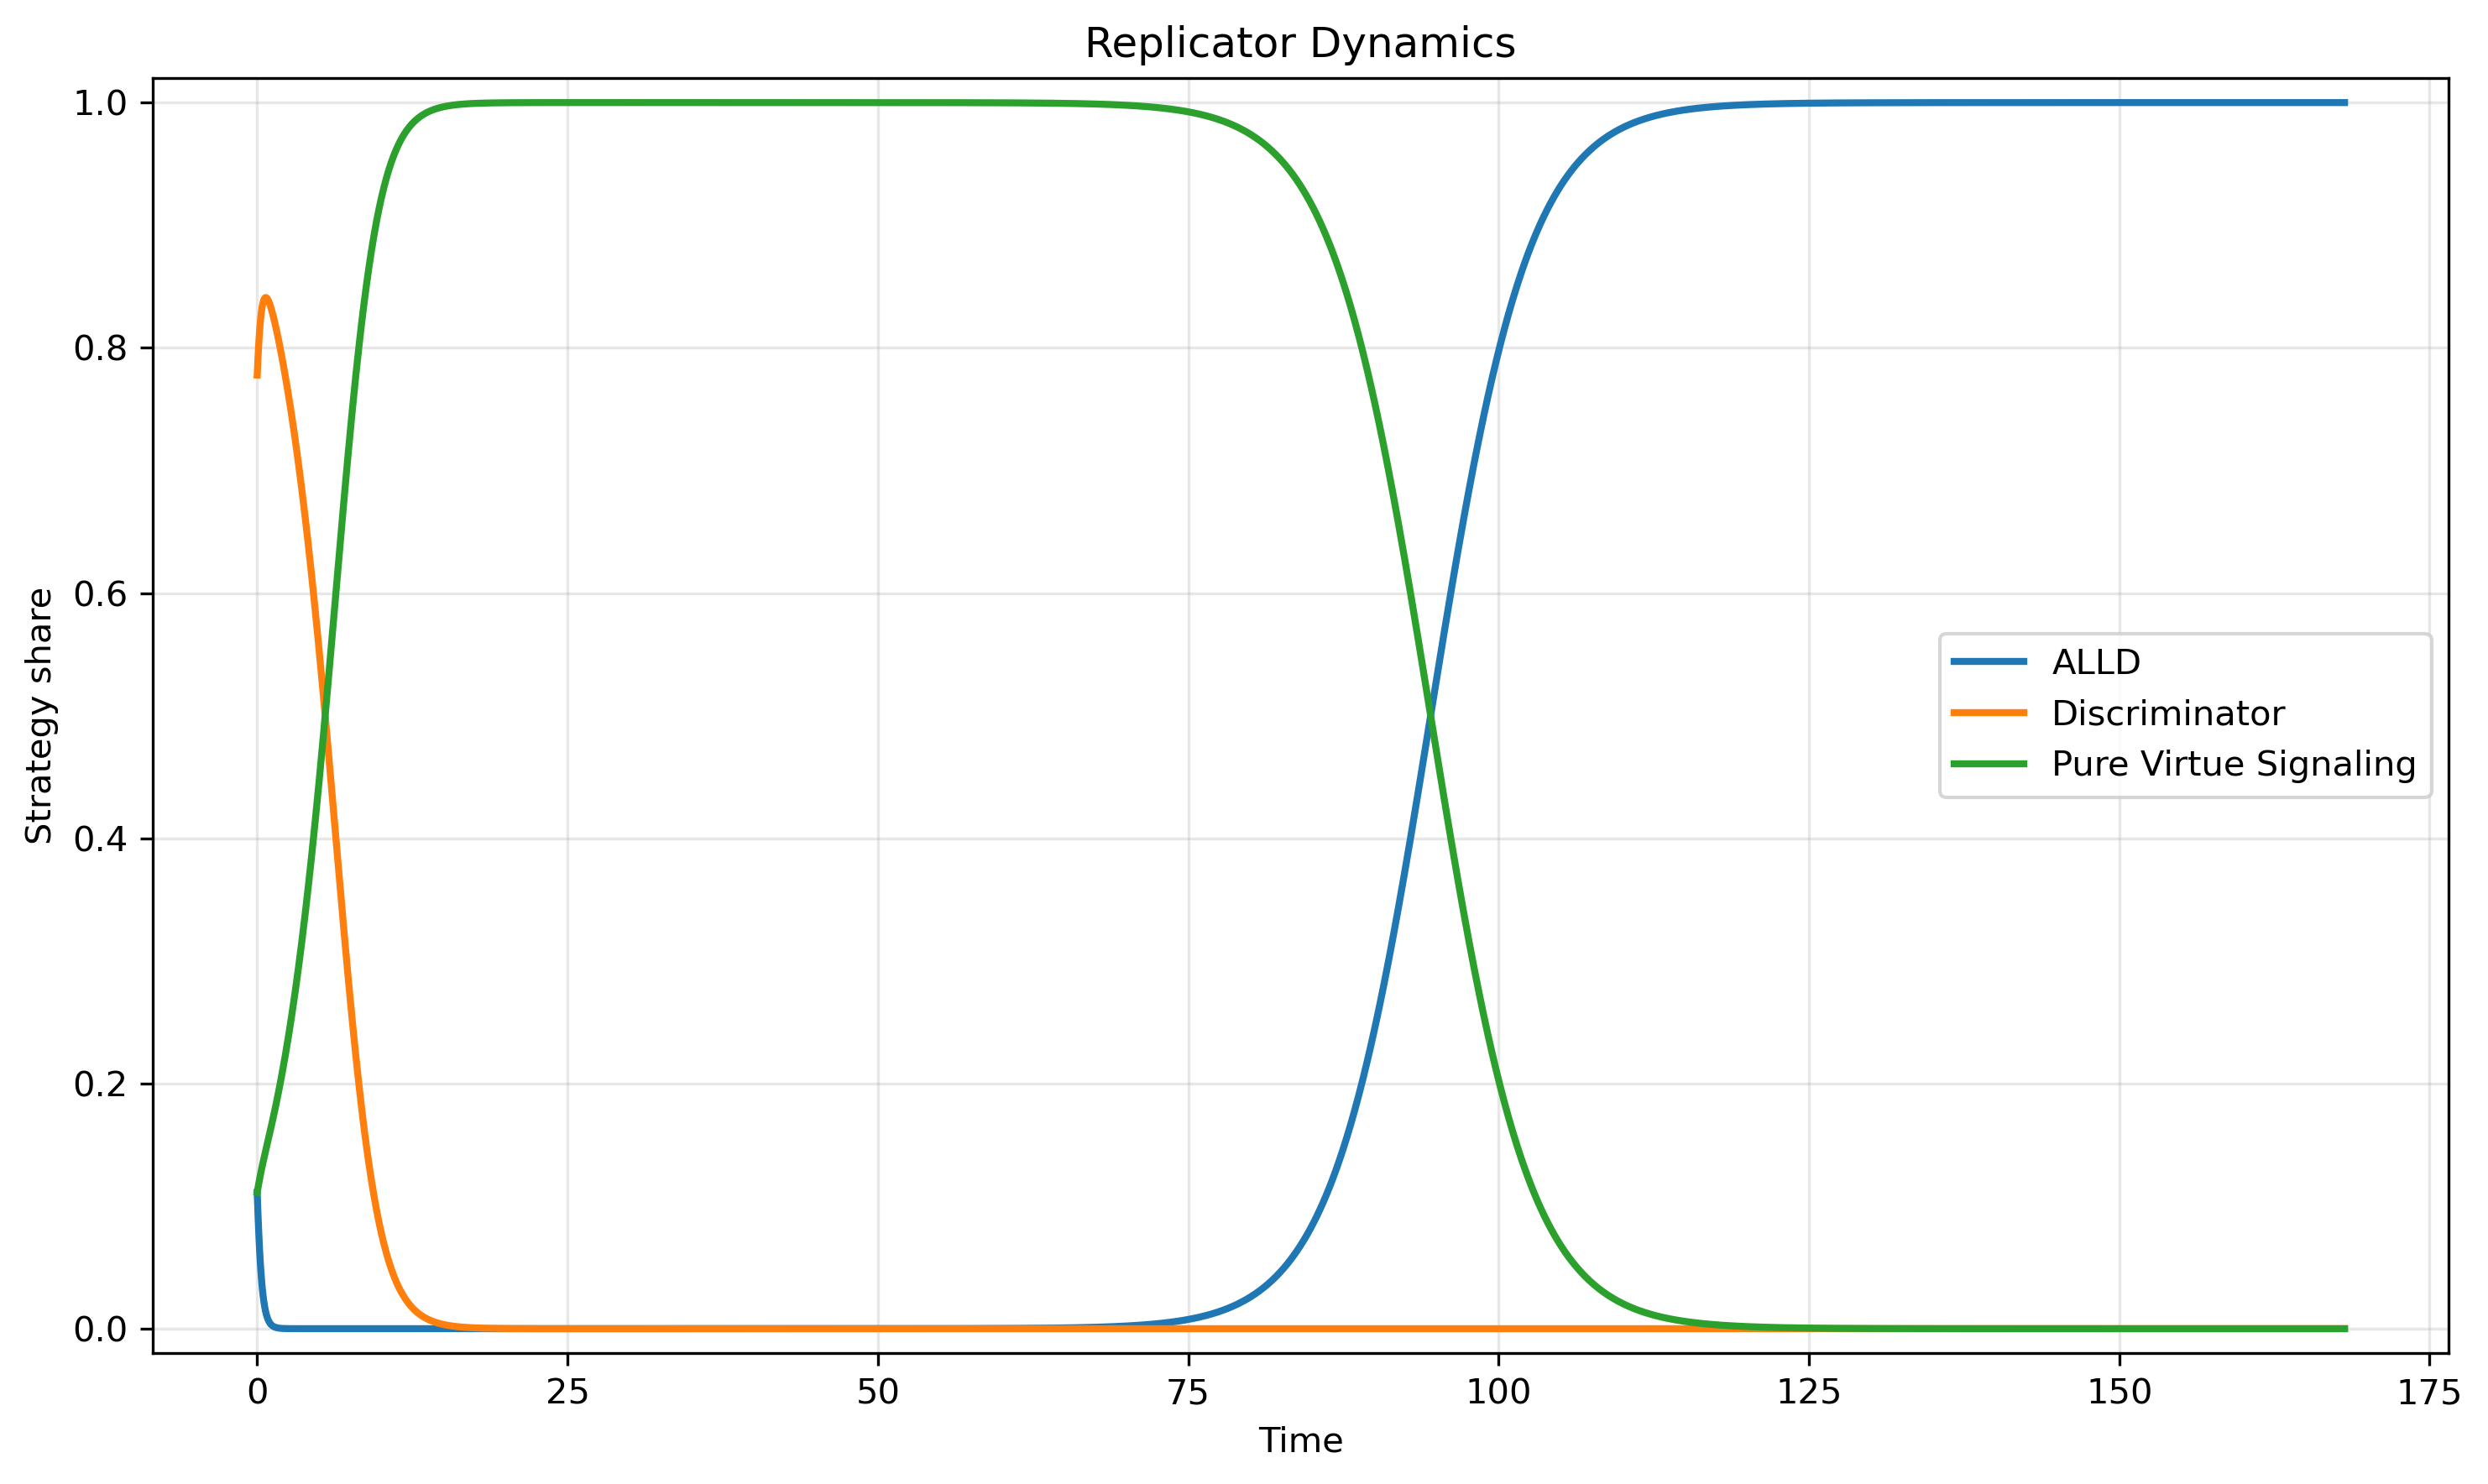 Replicator Dynamics
Strategy share
1.0
0.8
0.6
0.4
0.2
0.0
ALLD
Discriminator
Pure Virtue Signaling
0 25 50 75 100 125 150 175
Time